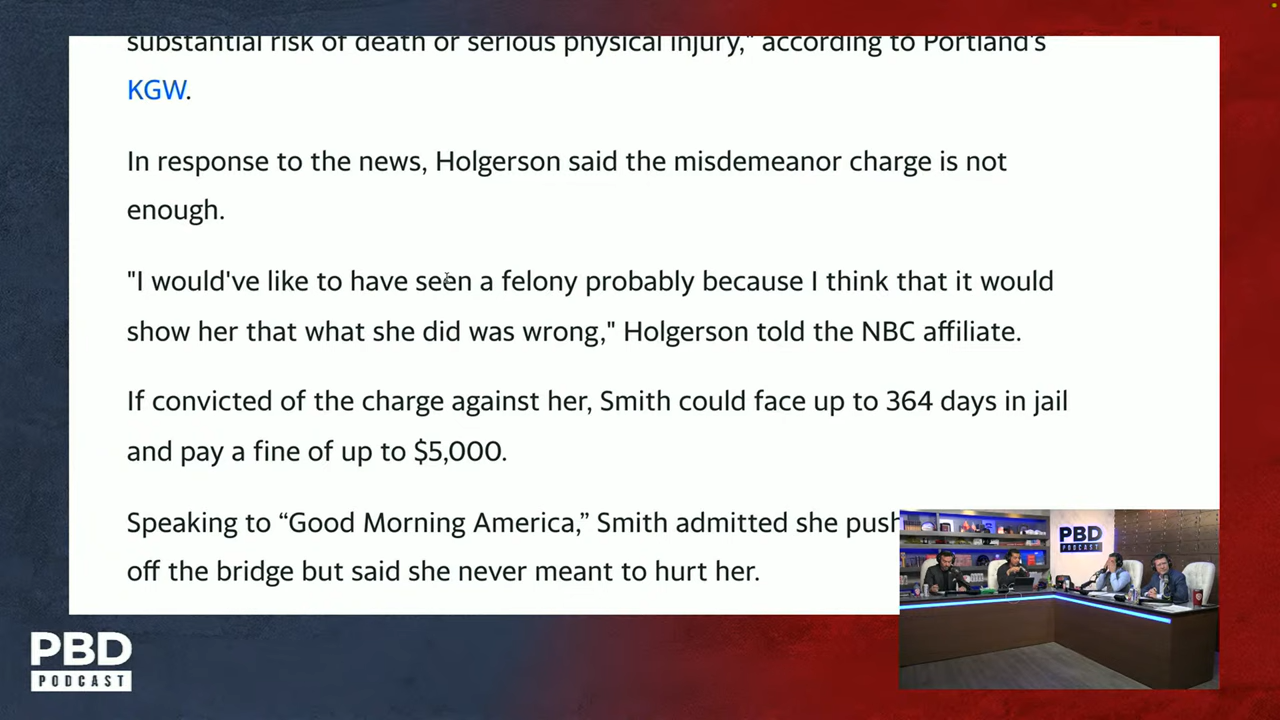 substantial risk of death or serious physical injury," according to Portland's
KGW.
In response to the news, Holgerson said the misdemeanor charge is not
enough.
"I would've like to have seen a felony probably because I think that it would
show her that what she did was wrong," Holgerson told the NBC affiliate.
If convicted of the charge against her, Smith could face up to 364 days in jail
and pay a fine of up to $5,000.
Speaking to “Good Morning America,” Smith admitted she push
off the bridge but said she never meant to hurt her.
PBD
PODCAST
PBD
PODCAST